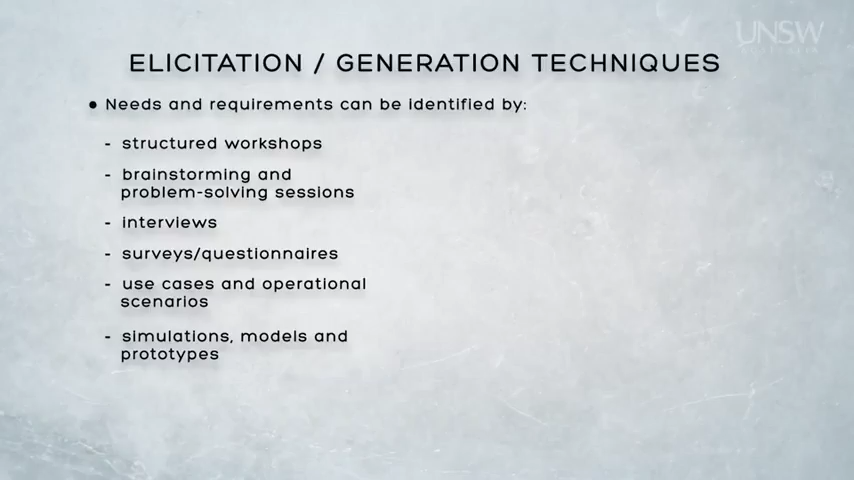 UNSW
AUSTRALIA
ELICITATION / GENERATION TECHNIQUES
● Needs and requirements can be identified by:
- structured workshops
- brainstorming and
problem-solving sessions
- interviews
- surveys/questionnaires
- use cases and operational
scenarios
- simulations, models and
prototypes